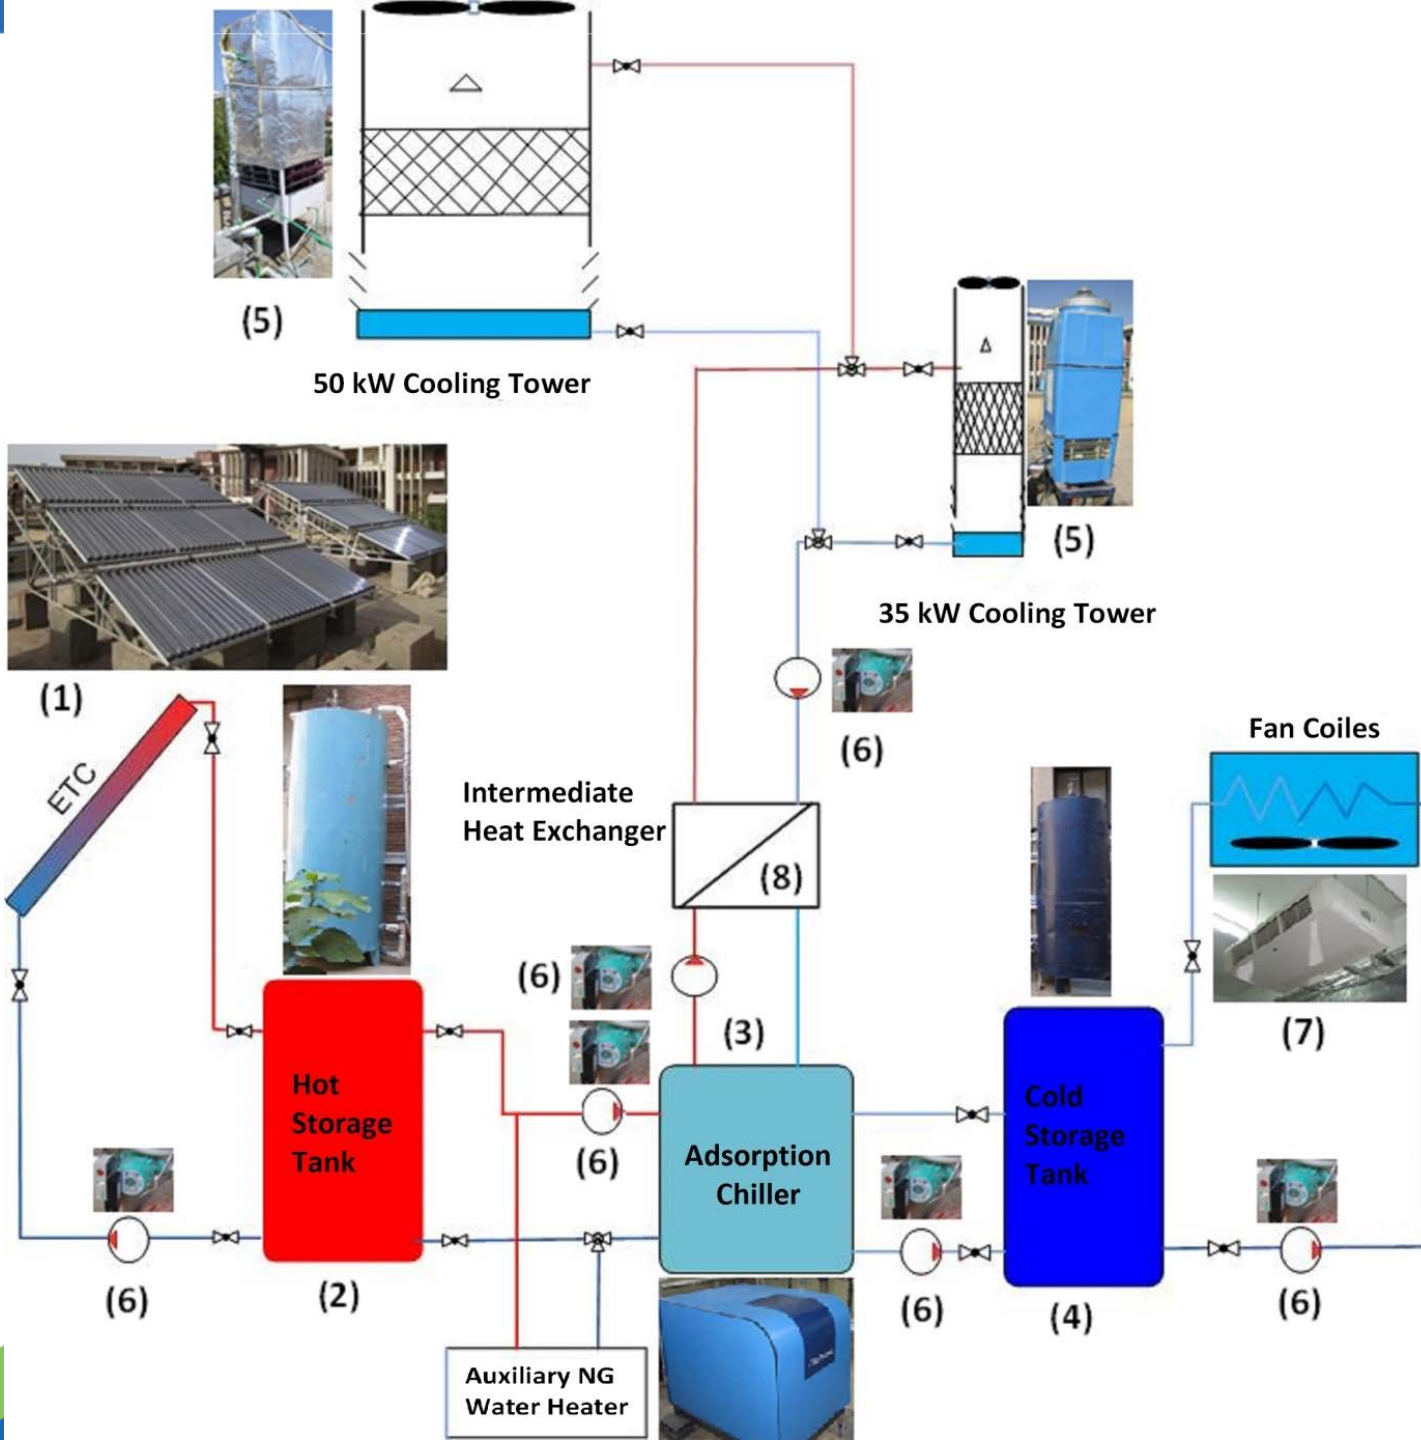 (5)
50 kW Cooling Tower
(5)
35 kW Cooling Tower
(1)
ETC
(6)
Fan Coiles
Intermediate
Heat Exchanger
(8)
(6)
(3)
(7)
Hot
Storage
Tank
(6)
Adsorption
Chiller
Cold
Storage
Tank
(6)
(2)
(6)
(4)
(6)
Auxiliary NG
Water Heater